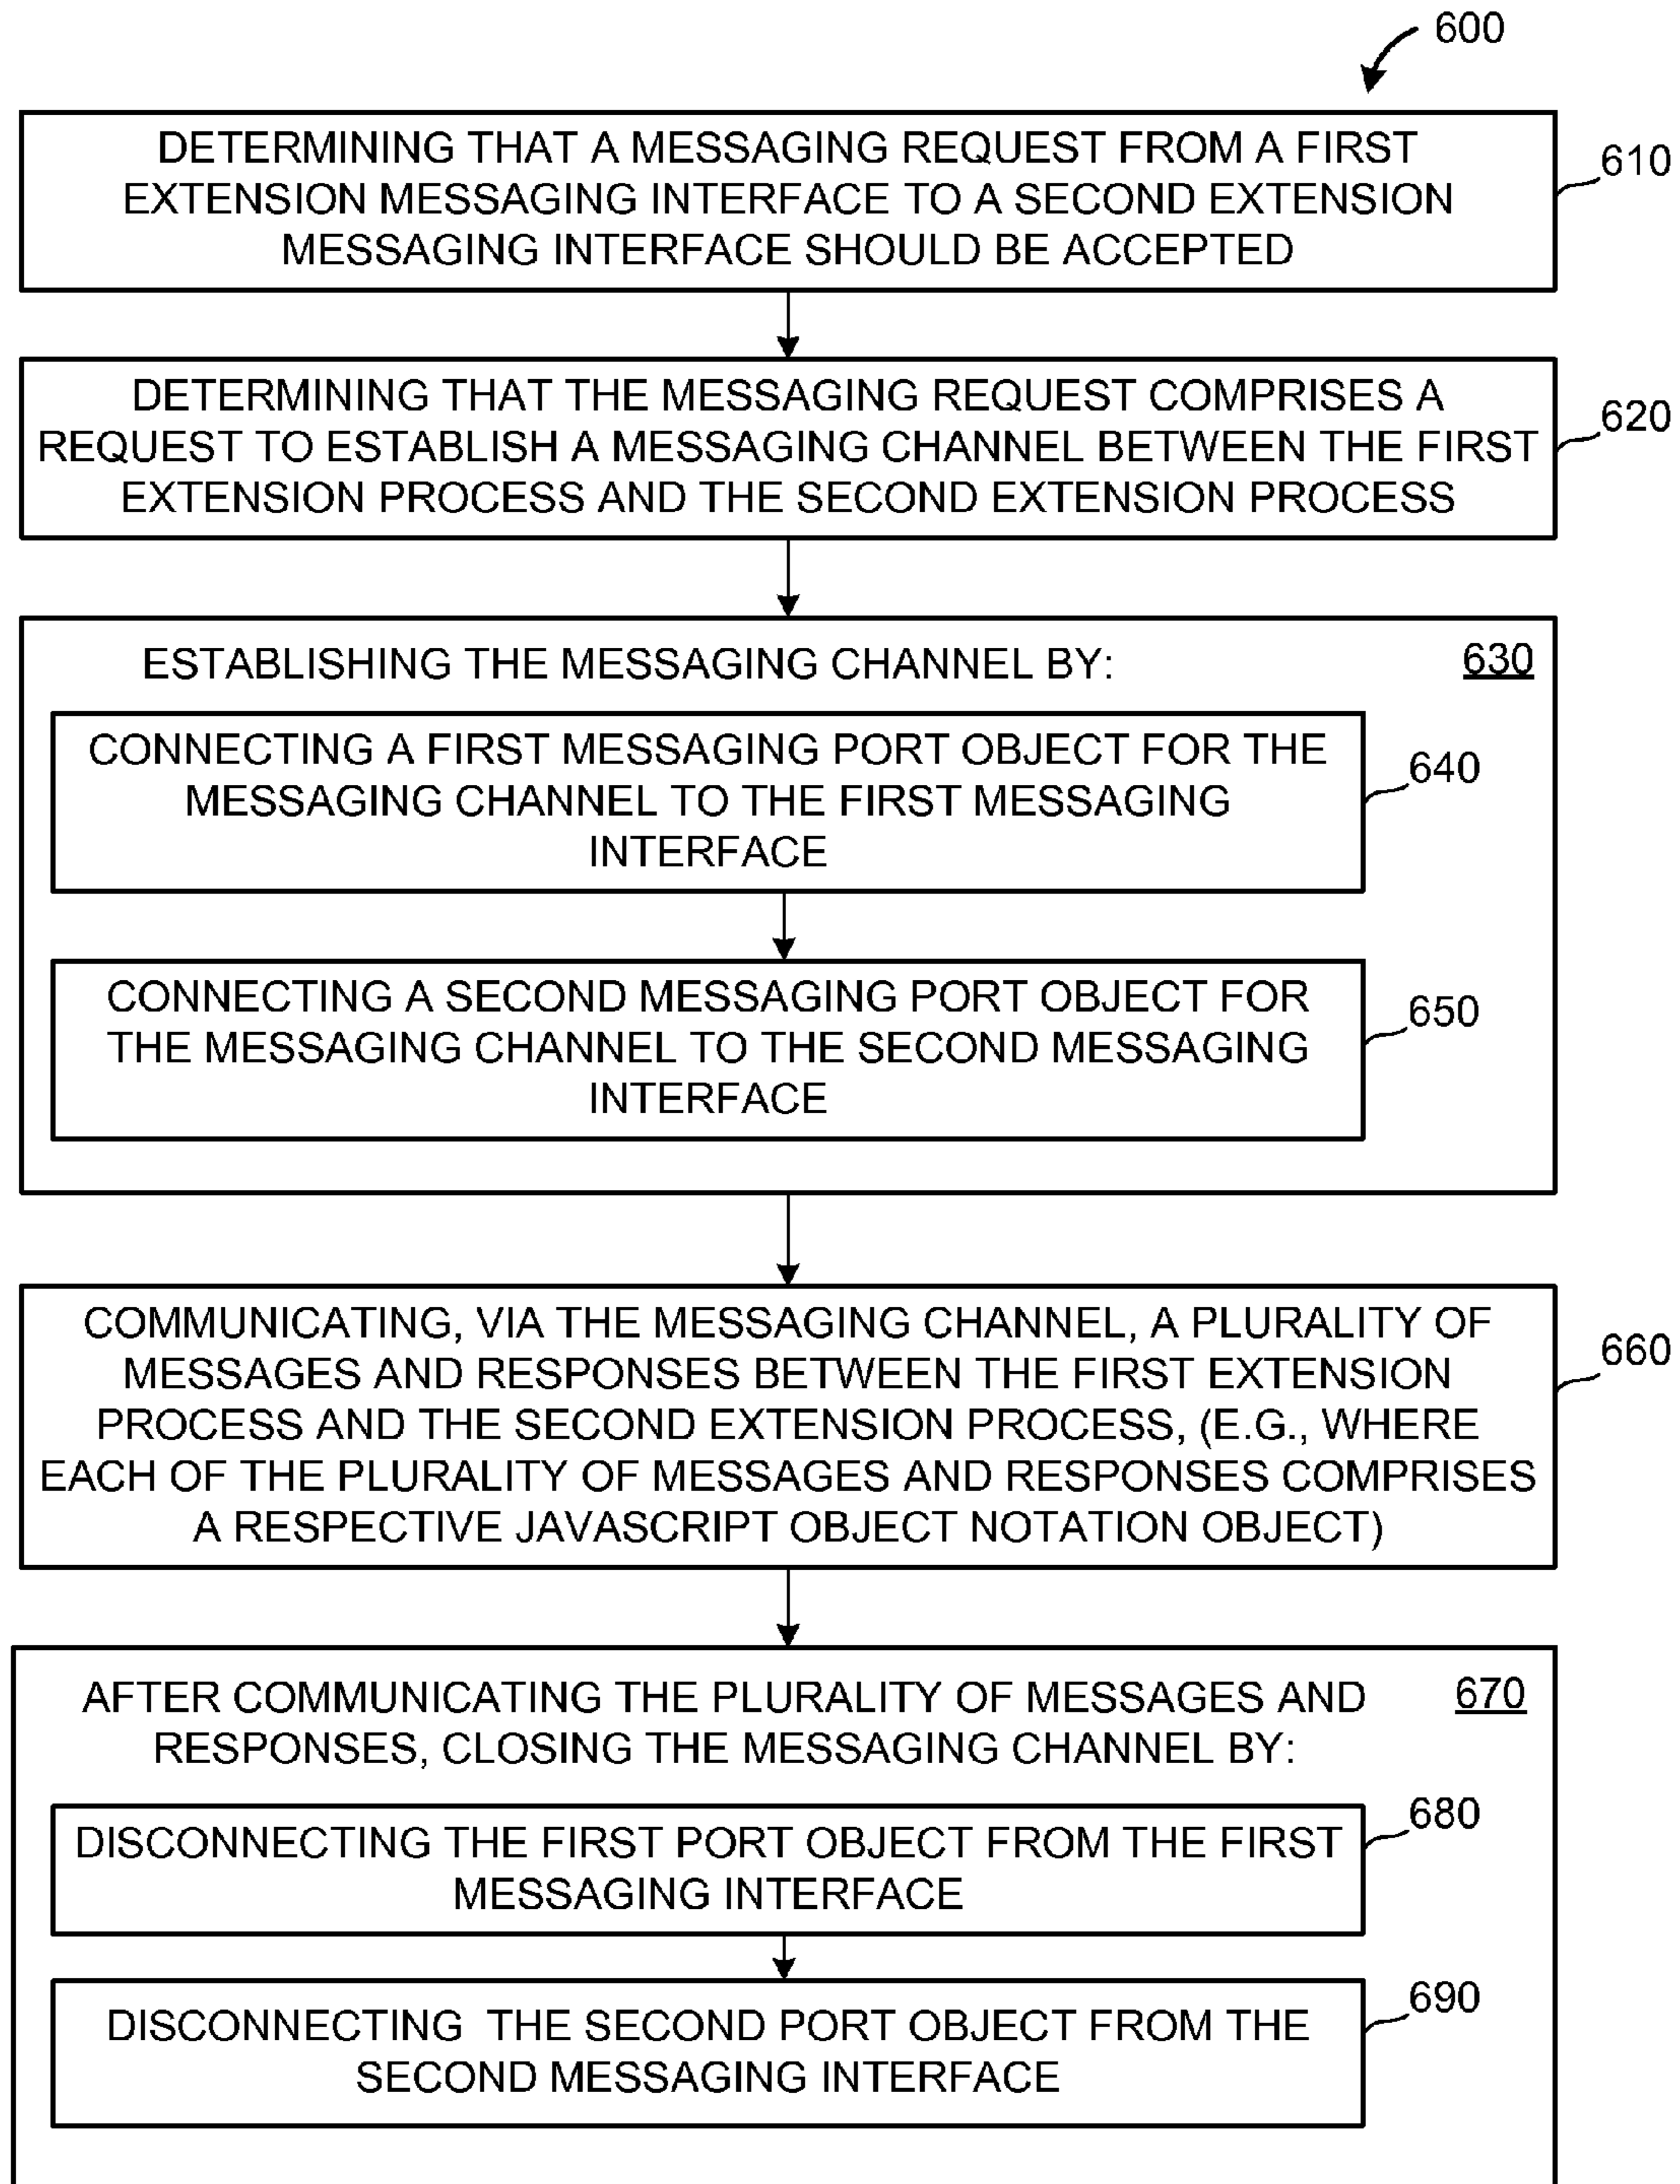 600
DETERMINING THAT A MESSAGING REQUEST FROM A FIRST
EXTENSION MESSAGING INTERFACE TO A SECOND EXTENSION
MESSAGING INTERFACE SHOULD BE ACCEPTED
610
DETERMINING THAT THE MESSAGING REQUEST COMPRISES A
REQUEST TO ESTABLISH A MESSAGING CHANNEL BETWEEN THE FIRST
EXTENSION PROCESS AND THE SECOND EXTENSION PROCESS
620
ESTABLISHING THE MESSAGING CHANNEL BY:
630
CONNECTING A FIRST MESSAGING PORT OBJECT FOR THE
MESSAGING CHANNEL TO THE FIRST MESSAGING
INTERFACE
640
CONNECTING A SECOND MESSAGING PORT OBJECT FOR
THE MESSAGING CHANNEL TO THE SECOND MESSAGING
INTERFACE
650
COMMUNICATING, VIA THE MESSAGING CHANNEL, A PLURALITY OF
MESSAGES AND RESPONSES BETWEEN THE FIRST EXTENSION
PROCESS AND THE SECOND EXTENSION PROCESS, (E.G., WHERE
EACH OF THE PLURALITY OF MESSAGES AND RESPONSES COMPRISES
A RESPECTIVE JAVASCRIPT OBJECT NOTATION OBJECT)
660
AFTER COMMUNICATING THE PLURALITY OF MESSAGES AND
RESPONSES, CLOSING THE MESSAGING CHANNEL BY:
670
DISCONNECTING THE FIRST PORT OBJECT FROM THE FIRST
MESSAGING INTERFACE
680
DISCONNECTING THE SECOND PORT OBJECT FROM THE
SECOND MESSAGING INTERFACE
690